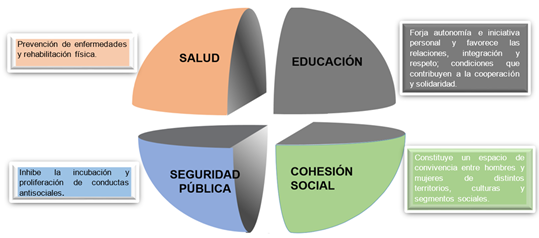 Prevención de enfermedades
y rehabilitación física.
SALUD
EDUCACIÓN
Forja autonomía e iniciativa
personal y favorece las
relaciones, integración y
respeto; condiciones que
contribuyen a la cooperación
y solidaridad.
Inhibe la incubación y
proliferación de conductas
antisociales.
SEGURIDAD
PÚBLICA
COHESIÓN
SOCIAL
Constituye un espacio de
convivencia entre hombres y
mujeres de distintos
territorios, culturas y
segmentos sociales.